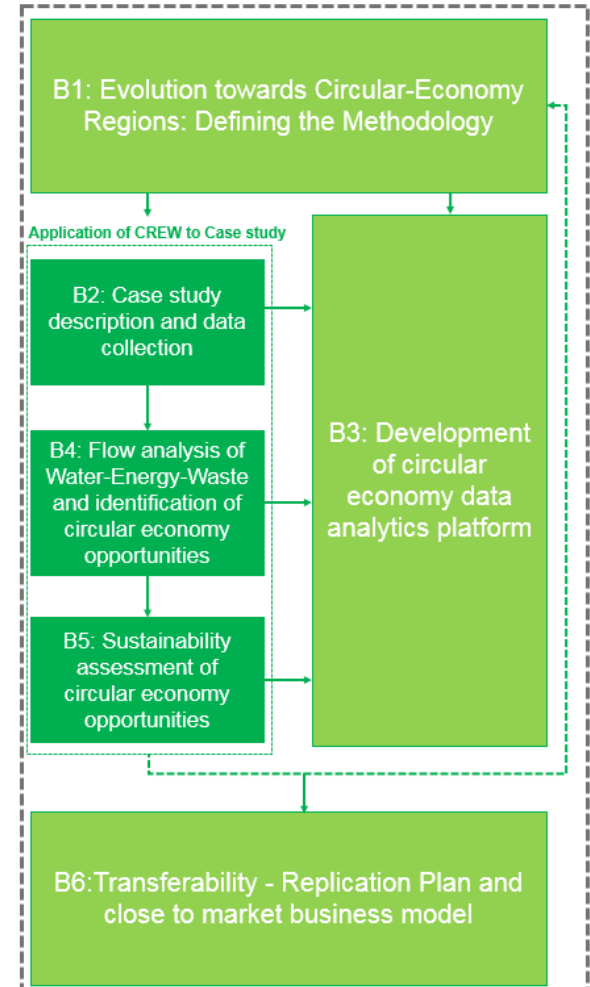 B1: Evolution towards Circular-Economy
Regions: Defining the Methodology
Application of CREW to Case study
B2: Case study
description and data
collection
B4: Flow analysis of
Water-Energy-Waste
and identification of
circular economy
opportunities
B5: Sustainability
assessment of
circular economy
opportunities
B3: Development
of circular
economy data
analytics platform
B6:Transferability - Replication Plan and
close to market business model